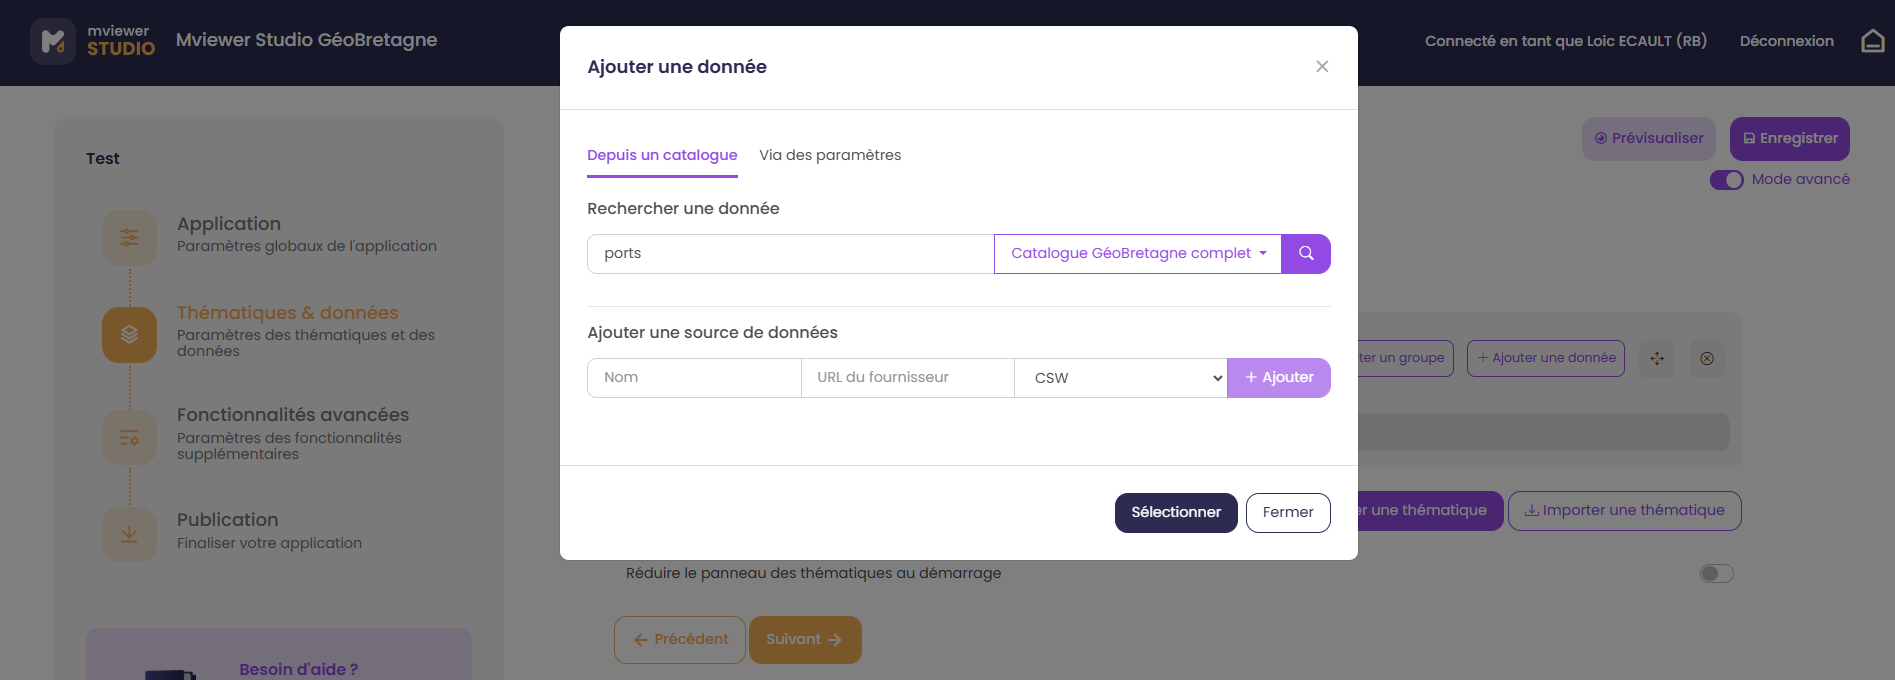 mviewer
STUDIO
Mviewer Studio GéoBretagne
Connecté en tant que Loic ECAULT (RB)
Déconnexion
Ajouter une donnée
Depuis un catalogue
Via des paramètres
Rechercher une donnée
ports
Catalogue GéoBretagne complet
Ajouter une source de données
Nom
URL du fournisseur
CSW
+ Ajouter
Sélectionner
Fermer
Test
Application
Paramètres globaux de l'application
Thématiques & données
Paramètres des thématiques et des
données
Fonctionnalités avancées
Paramètres des fonctionnalités
supplémentaires
Publication
Finaliser votre application
Besoin d'aide ?
Prévisualiser
Enregistrer
Mode avancé
ter un groupe
+ Ajouter une donnée
er une thématique
Importer une thématique
Réduire le panneau des thématiques au démarrage
← Précédent
Suivant →